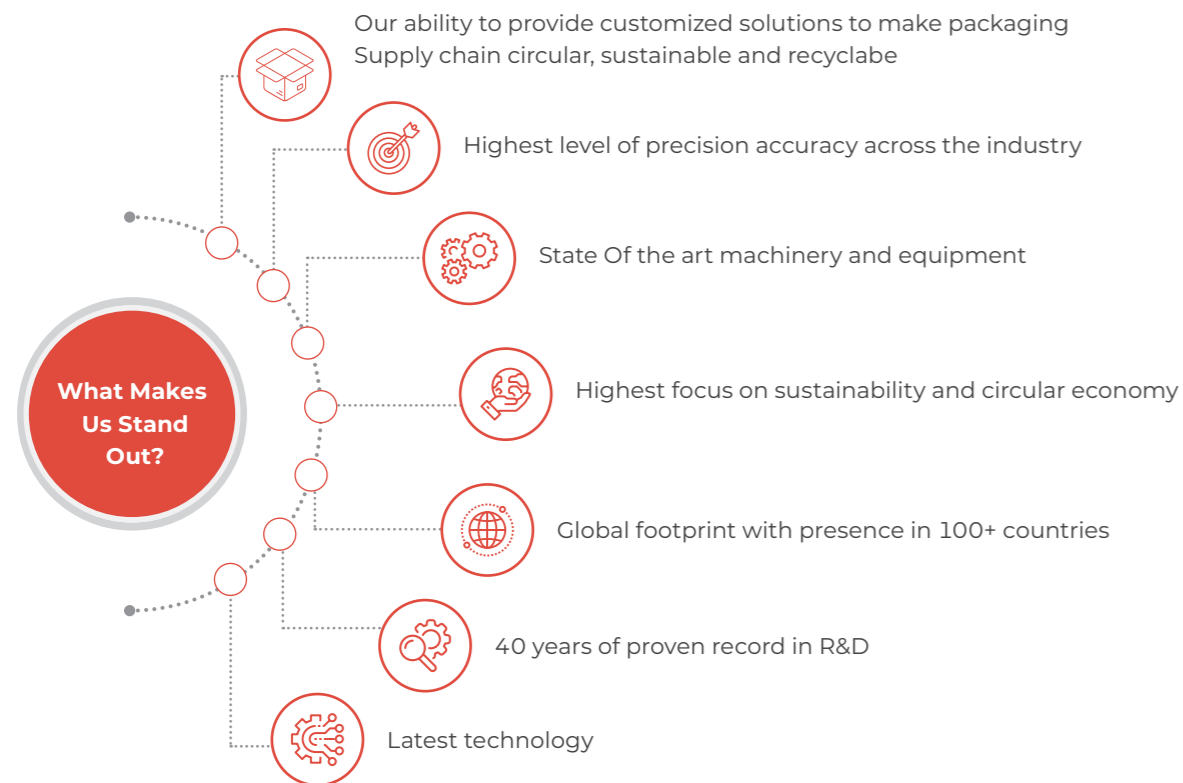 Our ability to provide customized solutions to make packaging
Supply chain circular, sustainable and recyclabe
Highest level of precision accuracy across the industry
State Of the art machinery and equipment
What Makes
Us Stand
Out?
Highest focus on sustainability and circular economy
Global footprint with presence in 100+ countries
40 years of proven record in R&D
Latest technology